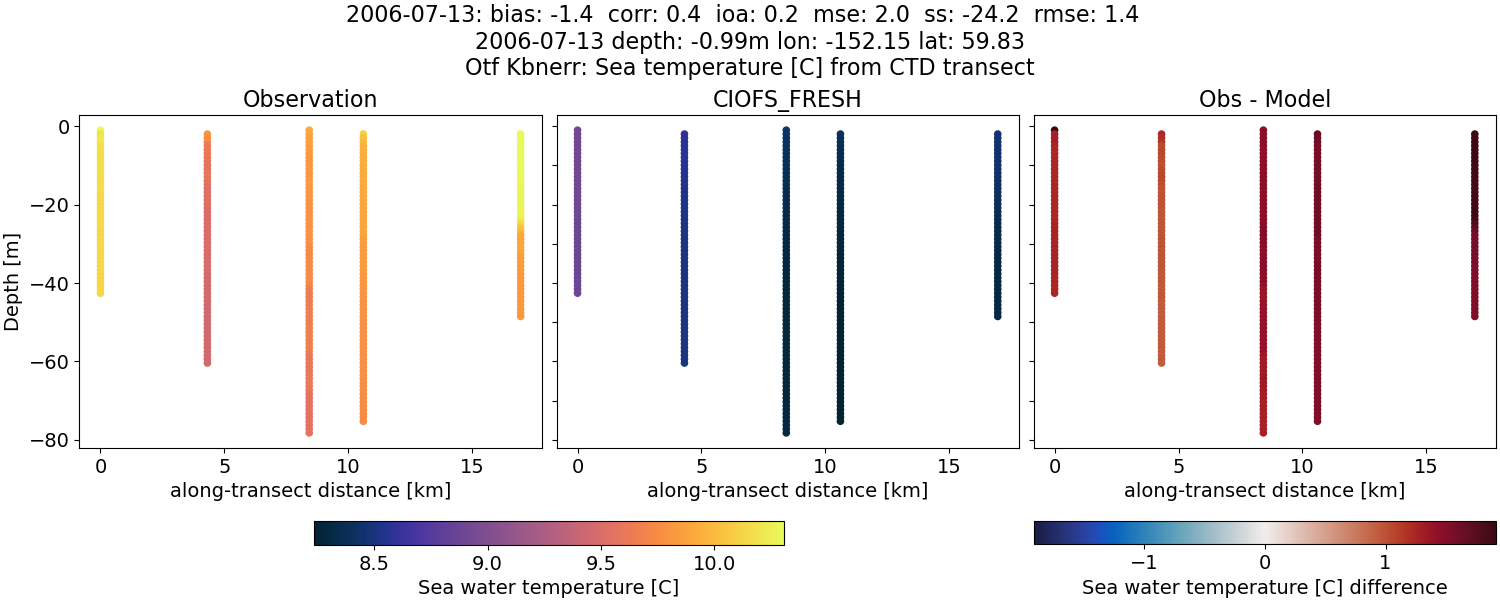 2006-07-13: bias: -1.4  corr: 0.4  ioa: 0.2  mse: 2.0  ss: -24.2  rmse: 1.4
2006-07-13 depth: -0.99m lon: -152.15 lat: 59.83
Otf Kbnerr: Sea temperature [C] from CTD transect
Observation
CIOFS_FRESH
Obs - Model
Depth [m]
0
−20
−40
−60
−80
0 5 10 15
0 5 10 15
0 5 10 15
along-transect distance [km]
along-transect distance [km]
along-transect distance [km]
8.5 9.0 9.5 10.0
Sea water temperature [C]
−1 0 1
Sea water temperature [C] difference